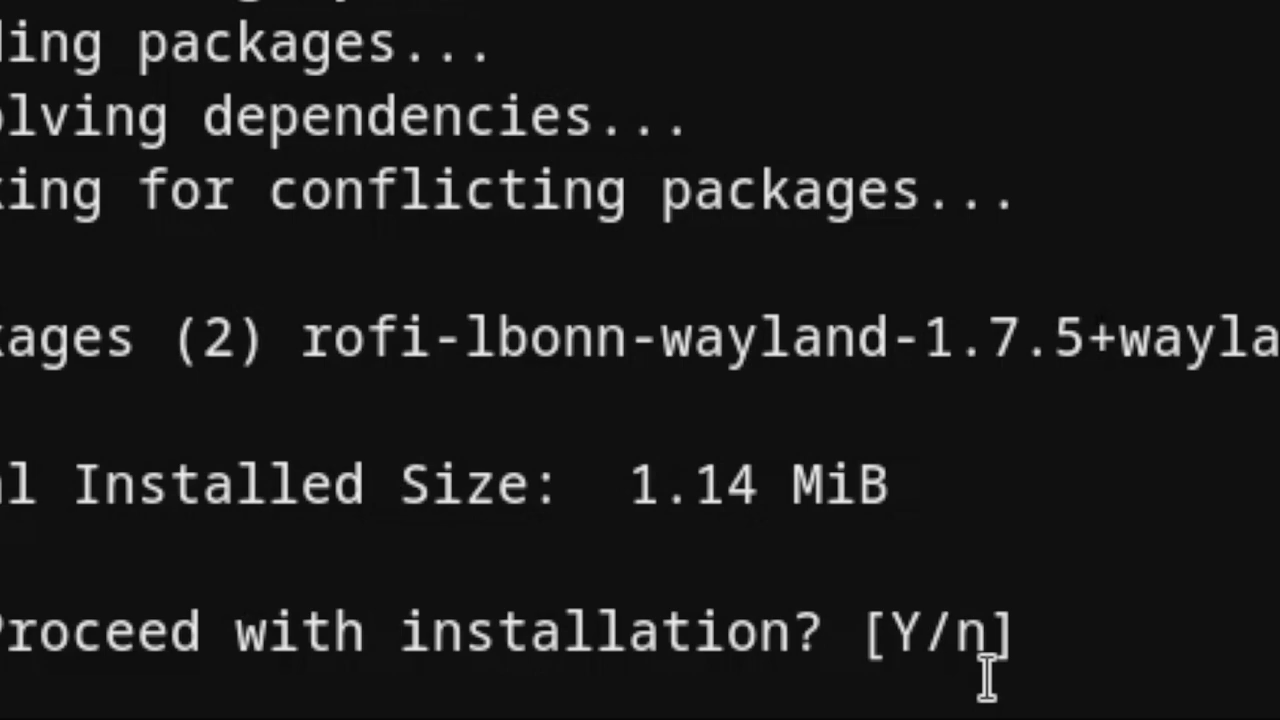 ding packages...
olving dependencies...
king for conflicting packages...
kages (2) rofi-lbonn-wayland-1.7.5+wayla
al Installed Size:  1.14 MiB
Proceed with installation? [Y/n]